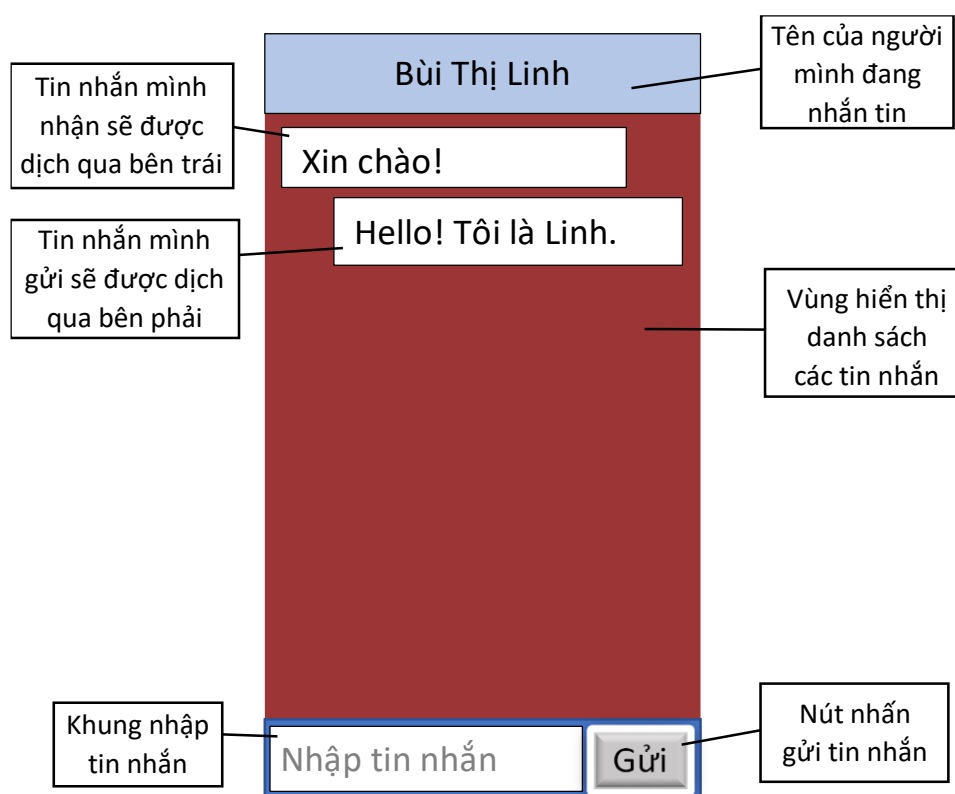 Bùi Thị Linh
Tên của người
mình đang
nhắn tin
Tin nhắn mình
nhận sẽ được
dịch qua bên trái
Xin chào!
Hello! Tôi là Linh.
Tin nhắn mình
gửi sẽ được dịch
qua bên phải
Vùng hiển thị
danh sách
các tin nhắn
Khung nhập
tin nhắn
Nhập tin nhắn
Gửi
Nút nhấn
gửi tin nhắn